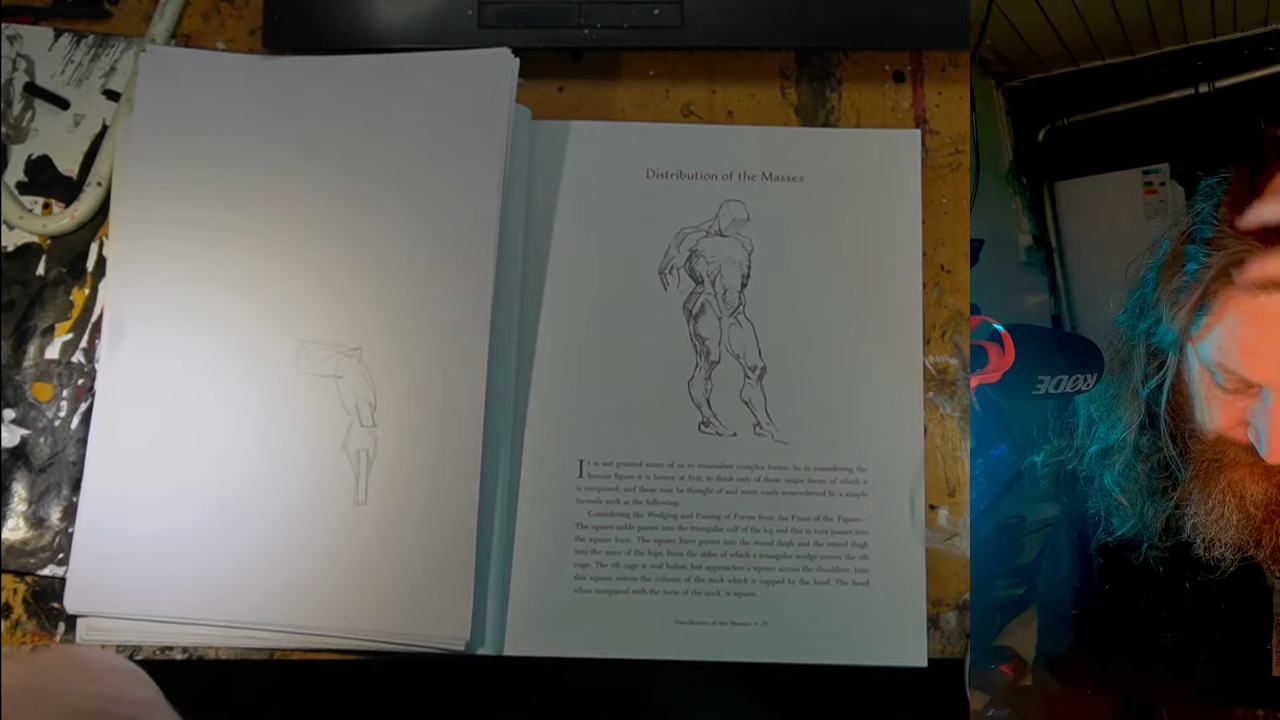 Distribution of the Masses
It is not granted many of us to remember complex forms. So in considering the
human figure it is better, at first, to think only of those major forms of which it
is composed, and these may be thought of and more easily remembered by a simple
formula such as the following:
Considering the Wedging and Passing of Forms from the Front of the Figure—
The square ankle passes into the triangular calf of the leg and this in turn passes into
the square knee. The square knee passes into the round thigh and the round thigh
into the mass of the hips, from the sides of which a triangular wedge enters the rib
cage. The rib cage is oval below, but approaches a square across the shoulders. Into
this square enters the column of the neck which is capped by the head. The head
when compared with the form of the neck, is square.
Distribution of the Masses • 25
RØDE